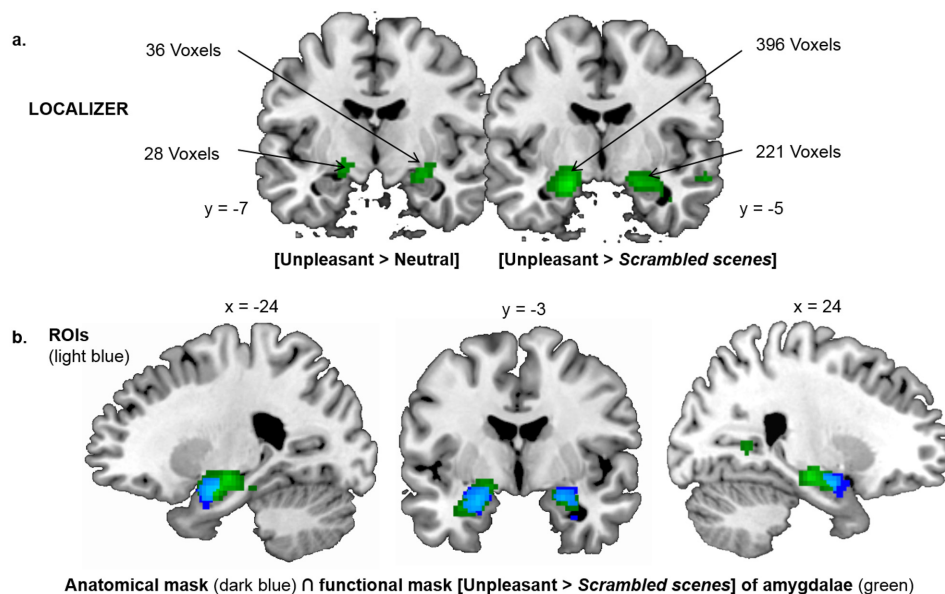 a.
36 Voxels
396 Voxels
LOCALIZER
28 Voxels
221 Voxels
y = -7
y = -5
[Unpleasant > Neutral]
[Unpleasant > Scrambled scenes]
x = -24
y = -3
x = 24
b.
ROIs
(light blue)
Anatomical mask (dark blue) ∩ functional mask [Unpleasant > Scrambled scenes] of amygdalae (green)